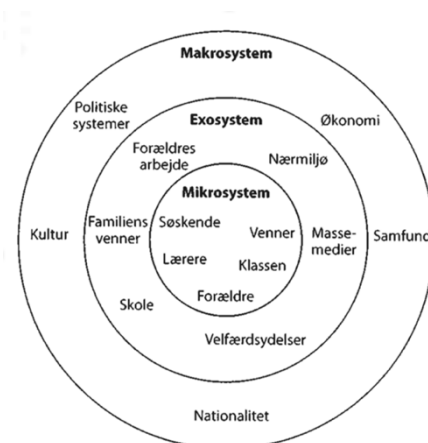 Makrosystem
Politiske
systemer
Økonomi
Exosystem
Forældres
arbejde
Nærmiljø
Mikrosystem
Kultur
Familiens
venner
Søskende
Venner
Masse-
medier
Samfund
Lærere
Klassen
Forældre
Skole
Velfærdsydelser
Nationalitet